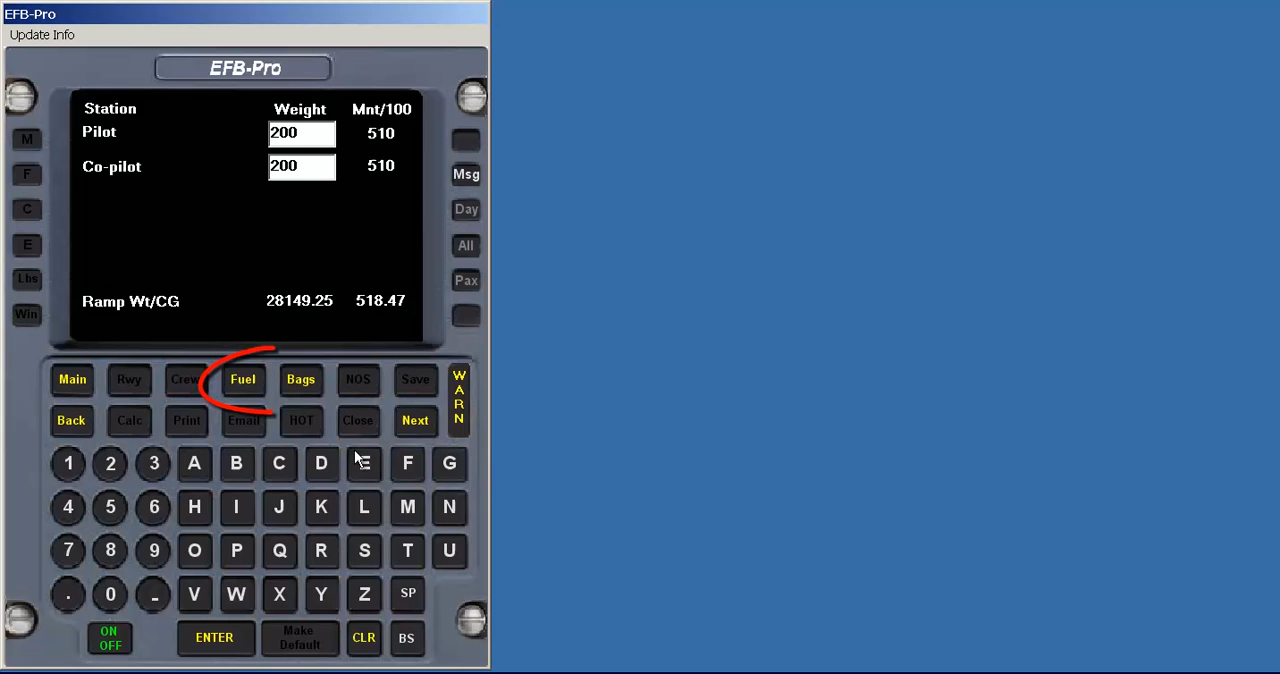 EFB-Pro
Update Info
EFB-Pro
Station Weight Mnt/100
Pilot 200 510
Co-pilot 200 510
Ramp Wt/CG 28149.25 518.47
M
F
C
E
Lbs
Win
Msg
Day
All
Pax
Main Rwy Crew Fuel Bags NOS Save
WARN
Back Calc Print Email HOT Close Next
1 2 3 A B C D E F G
4 5 6 H I J K L M N
7 8 9 O P Q R S T U
. 0 - V W X Y Z SP
ON
OFF
ENTER
Make
Default
CLR BS